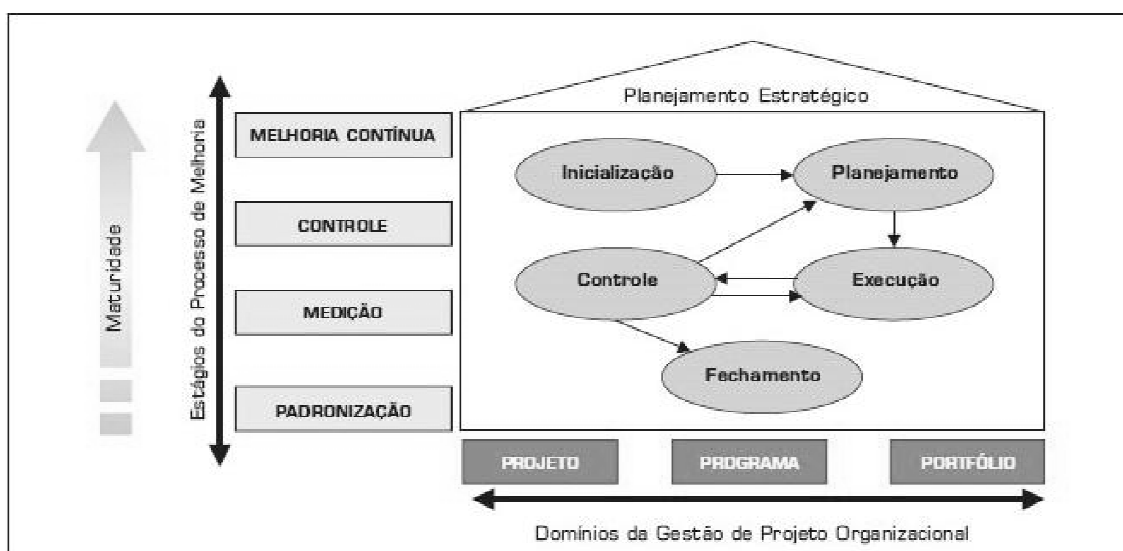 Planejamento Estratégico
Maturidade
Estágios do Processo de Melhoria
MELHORIA CONTÍNUA
CONTROLE
MEDIÇÃO
PADRONIZAÇÃO
Inicialização
Planejamento
Controle
Execução
Fechamento
PROJETO
PROGRAMA
PORTFÓLIO
Domínios da Gestão de Projeto Organizacional